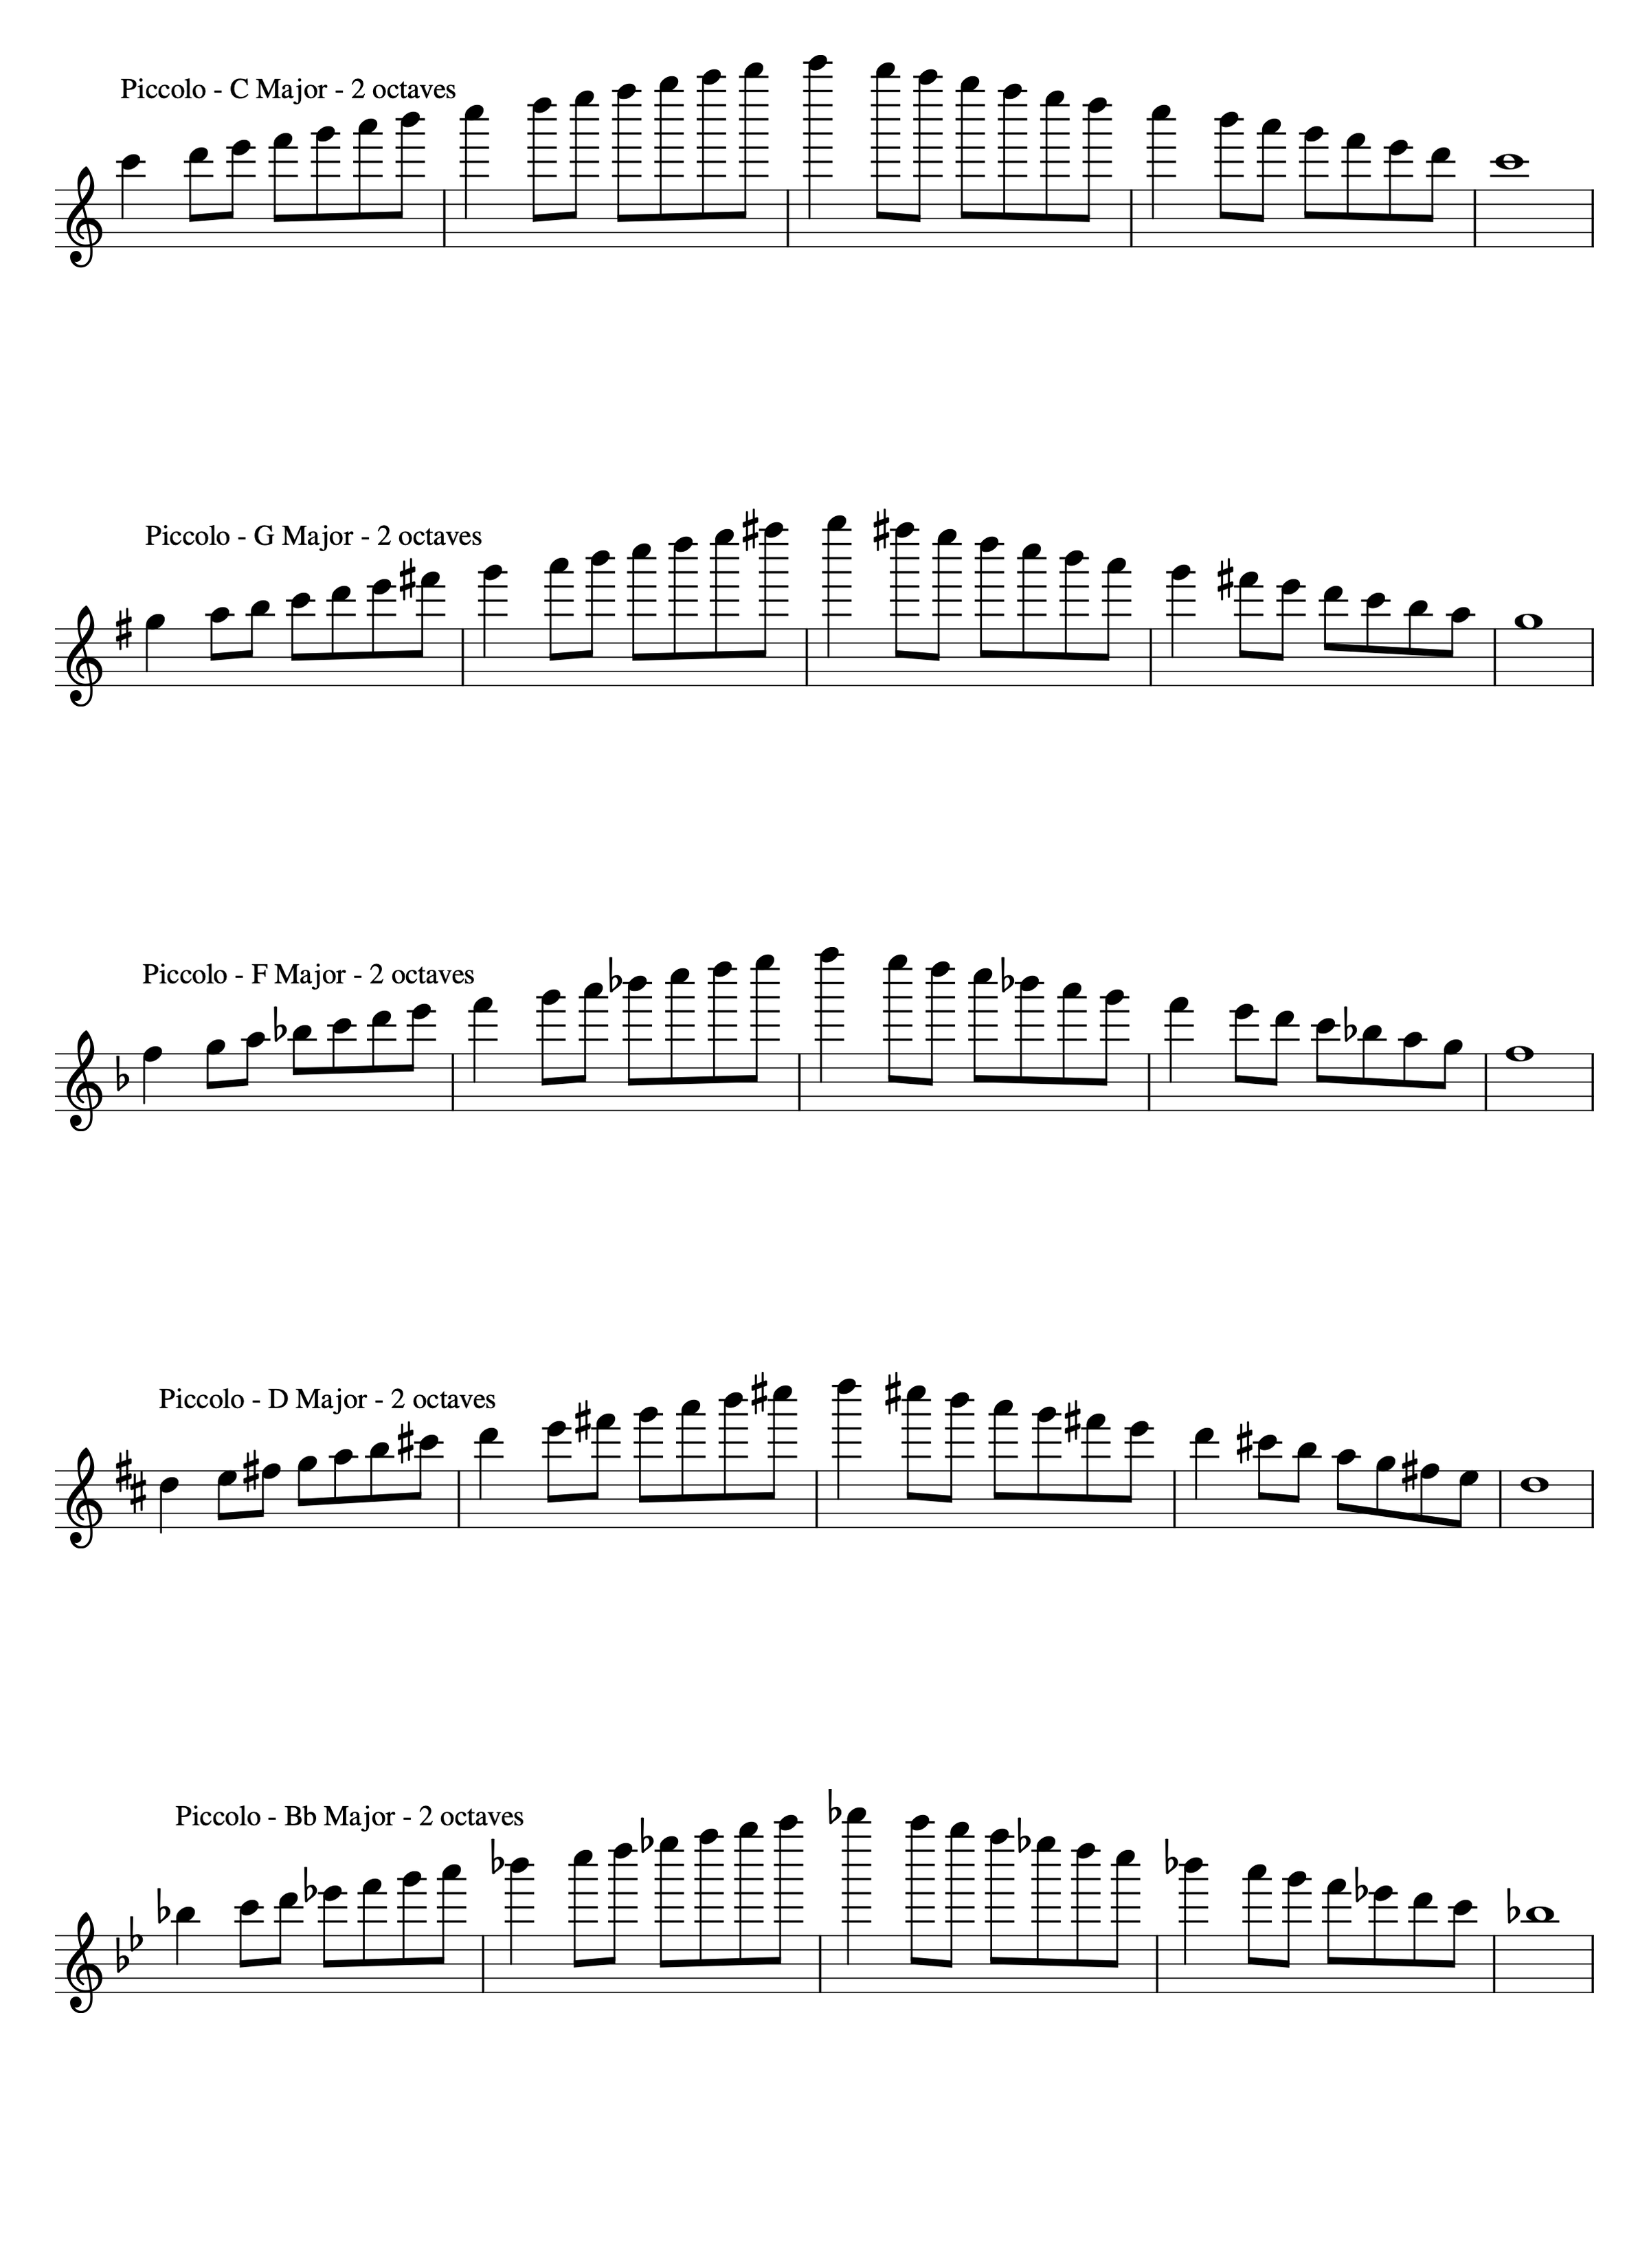 Piccolo - C Major - 2 octaves
Piccolo - G Major - 2 octaves
Piccolo - F Major - 2 octaves
Piccolo - D Major - 2 octaves
Piccolo - Bb Major - 2 octaves